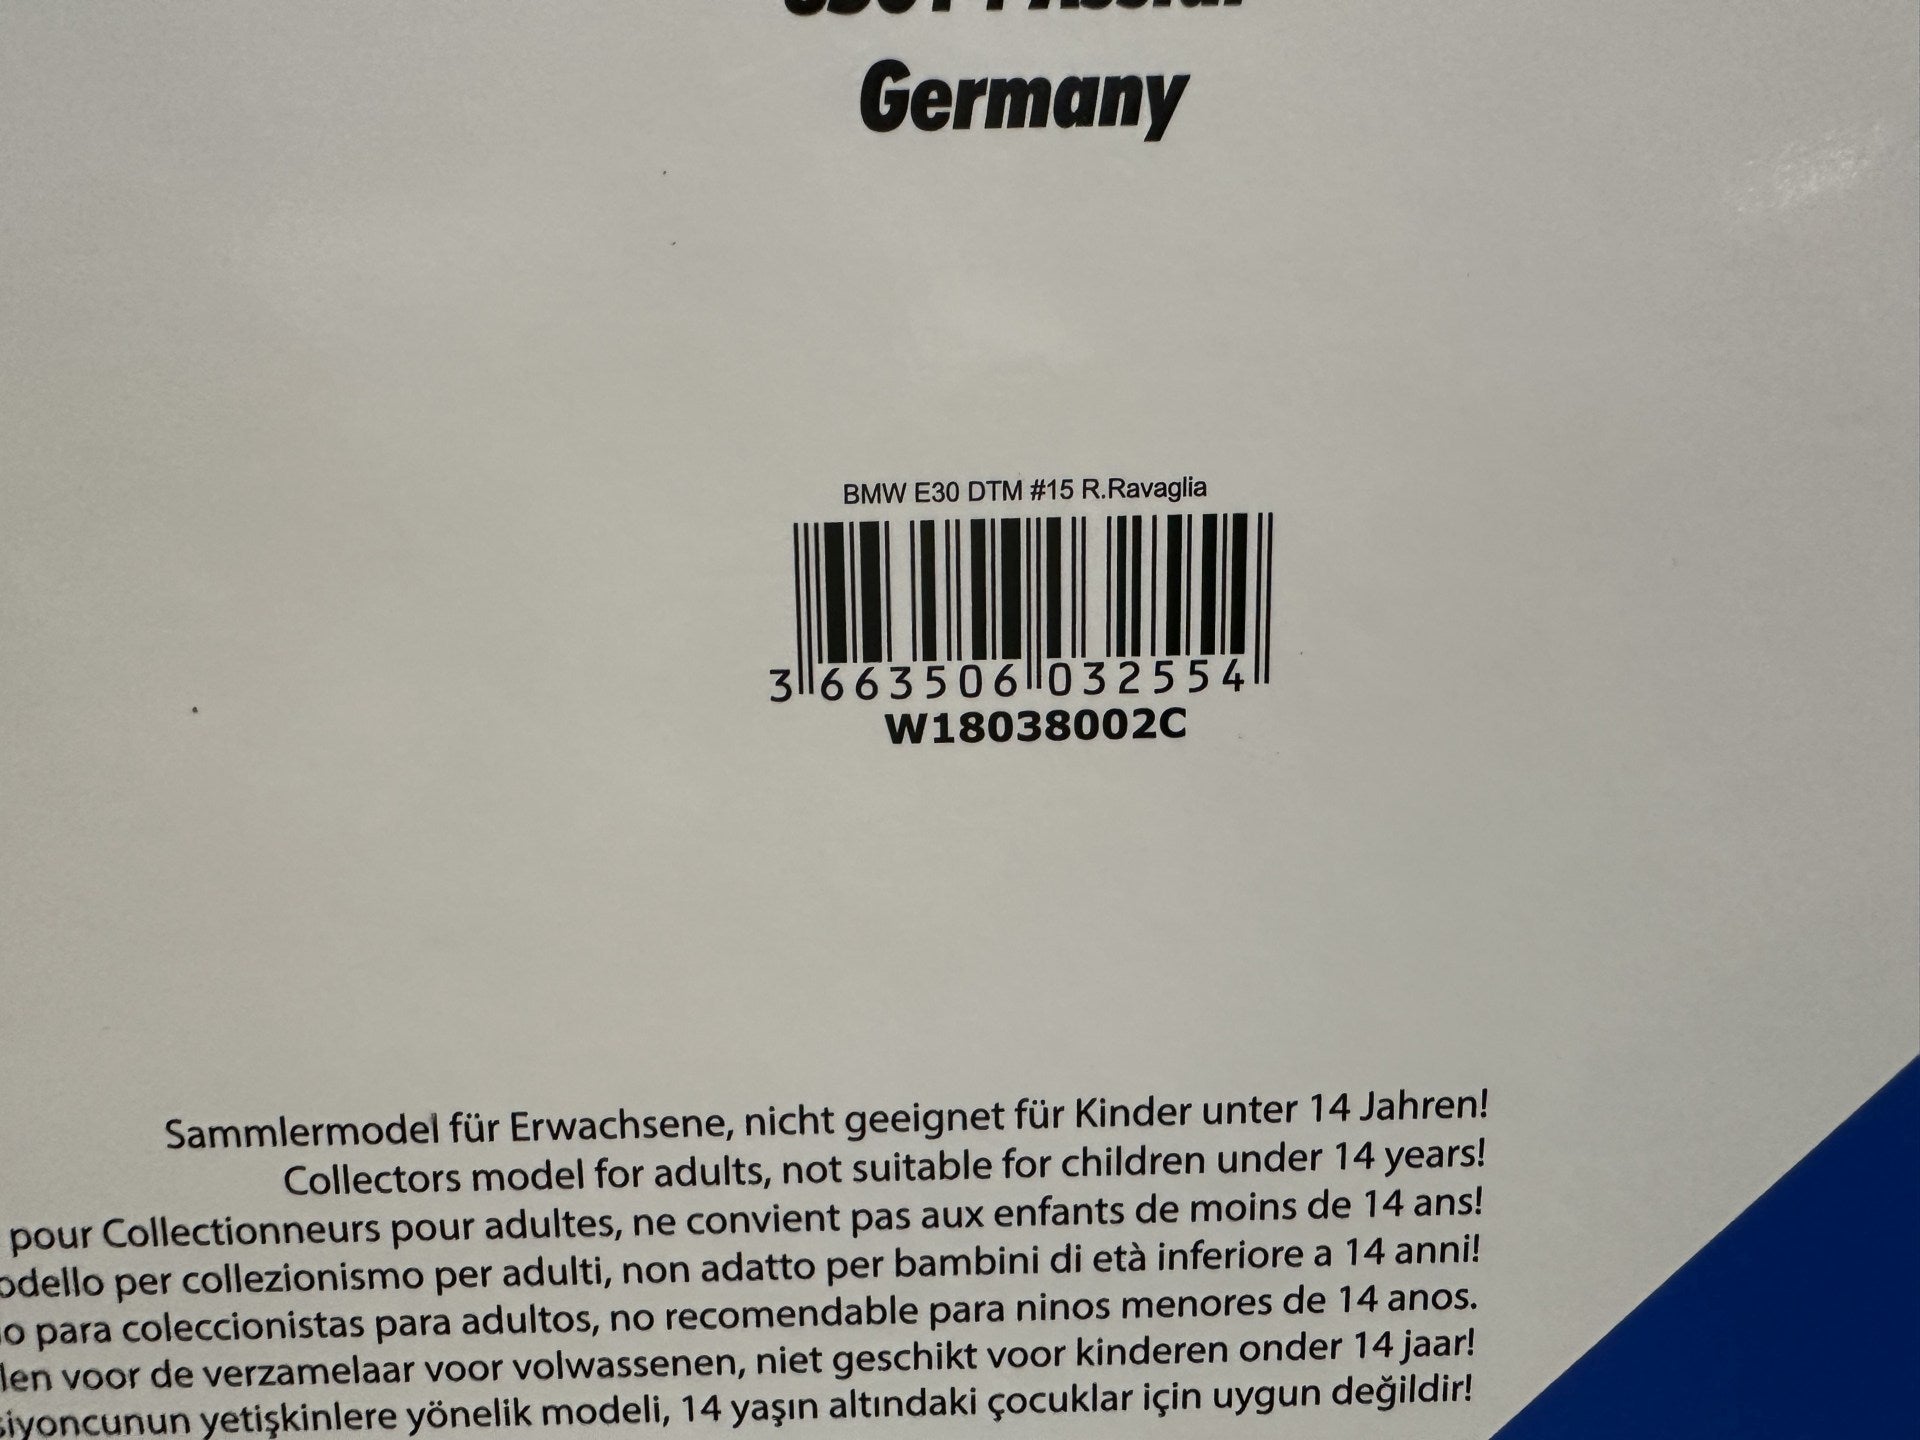 Germany
BMW E30 DTM #15 R.Ravaglia
3 663506 032554
W18038002C
Sammlermodel für Erwachsene, nicht geeignet für Kinder unter 14 Jahren!
Collectors model for adults, not suitable for children under 14 years!
pour Collectionneurs pour adultes, ne convient pas aux enfants de moins de 14 ans!
per collezionismo per adulti, non adatto per bambini di età inferiore a 14 anni!
para coleccionistas para adultos, no recomendable para ninos menores de 14 anos.
voor de verzamelaar voor volwassenen, niet geschikt voor kinderen onder 14 jaar!
yetişkinlere yönelik modeli, 14 yaşın altındaki çocuklar için uygun değildir!